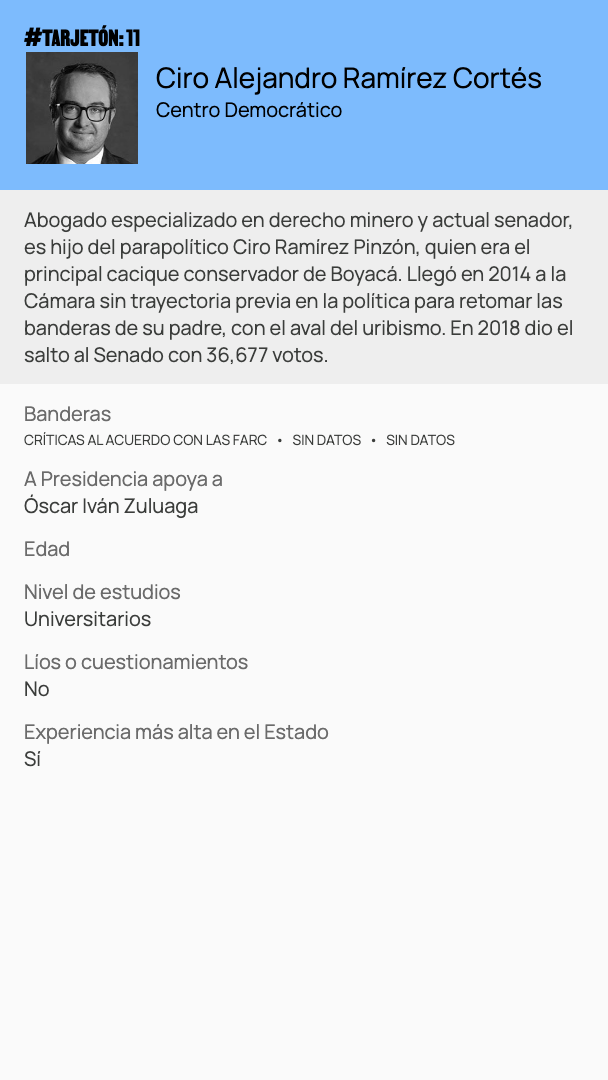 #TARJETÓN: 11
Ciro Alejandro Ramírez Cortés
Centro Democrático
Abogado especializado en derecho minero y actual senador,
es hijo del parapolítico Ciro Ramírez Pinzón, quien era el
principal cacique conservador de Boyacá. Llegó en 2014 a la
Cámara sin trayectoria previa en la política para retomar las
banderas de su padre, con el aval del uribismo. En 2018 dio el
salto al Senado con 36,677 votos.
Banderas
CRÍTICAS AL ACUERDO CON LAS FARC • SIN DATOS • SIN DATOS
A Presidencia apoya a
Óscar Iván Zuluaga
Edad
Nivel de estudios
Universitarios
Líos o cuestionamientos
No
Experiencia más alta en el Estado
Sí